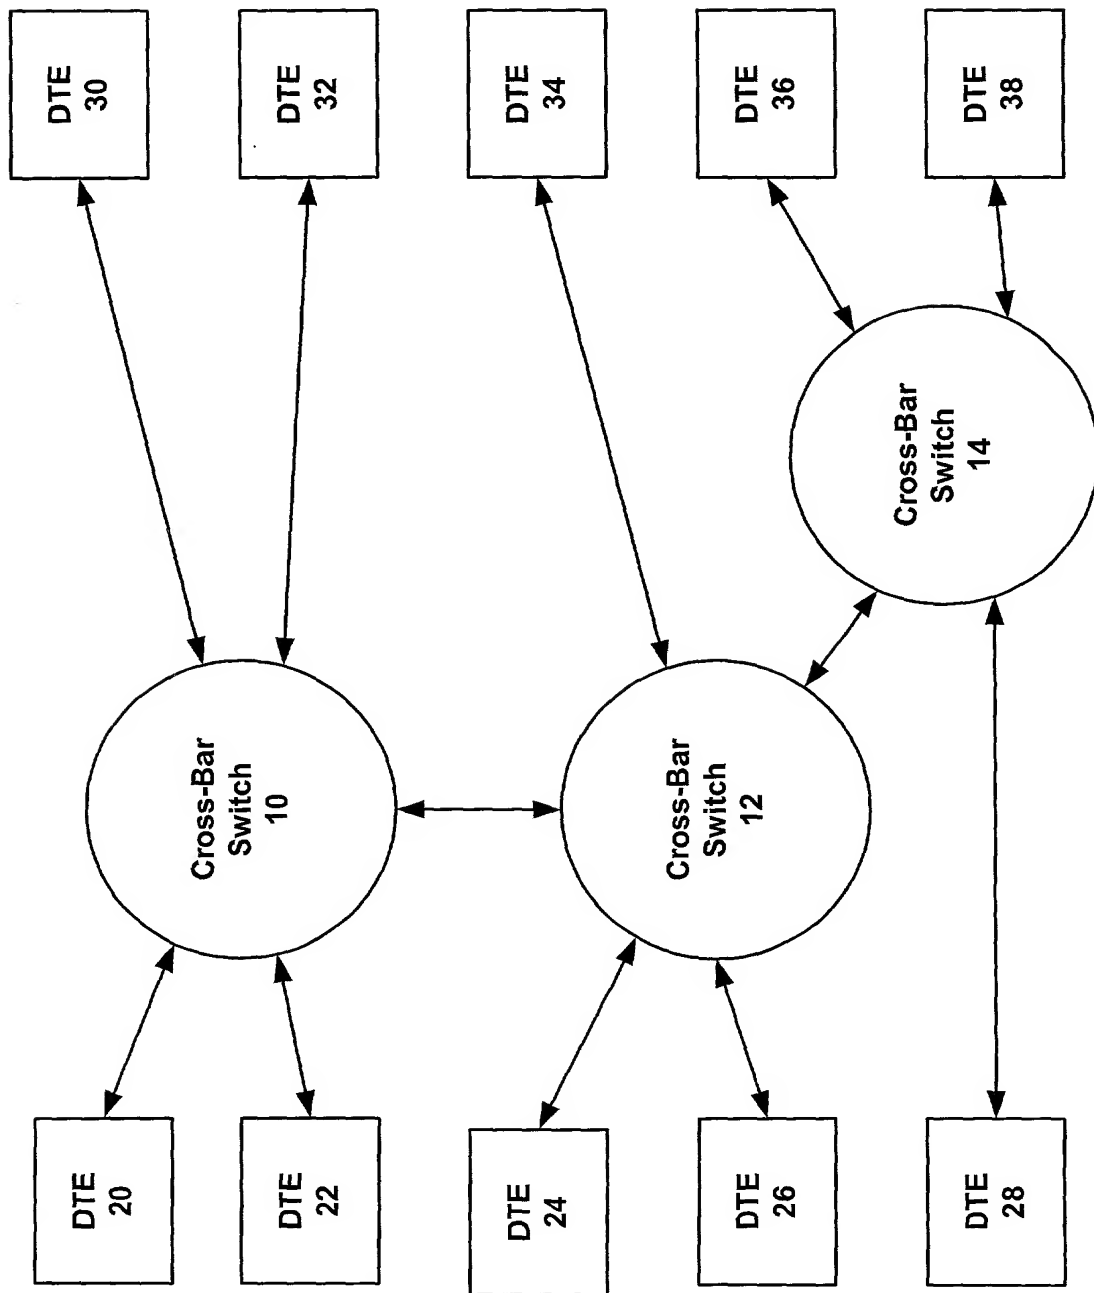 DTE
30
DTE
32
DTE
34
DTE
36
DTE
38
Cross-Bar
Switch
14
Cross-Bar
Switch
10
Cross-Bar
Switch
12
DTE
20
DTE
22
DTE
24
DTE
26
DTE
28